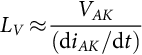 L_V ≈ V_AK / (di_AK/dt)